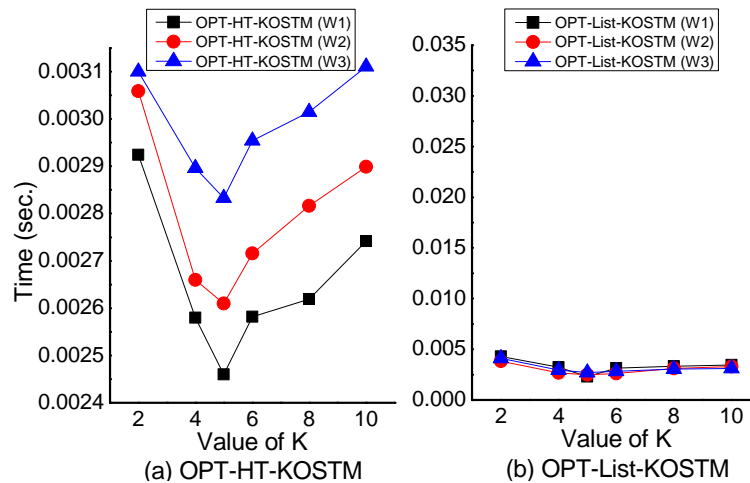 OPT-HT-KOSTM (W1)
OPT-HT-KOSTM (W2)
OPT-HT-KOSTM (W3)
0.0031
0.0030
0.0029
0.0028
0.0027
0.0026
0.0025
0.0024
Time (sec.)
2 4 6 8 10
Value of K
(a) OPT-HT-KOSTM
OPT-List-KOSTM (W1)
OPT-List-KOSTM (W2)
OPT-List-KOSTM (W3)
0.035
0.030
0.025
0.020
0.015
0.010
0.005
0.000
2 4 6 8 10
Value of K
(b) OPT-List-KOSTM